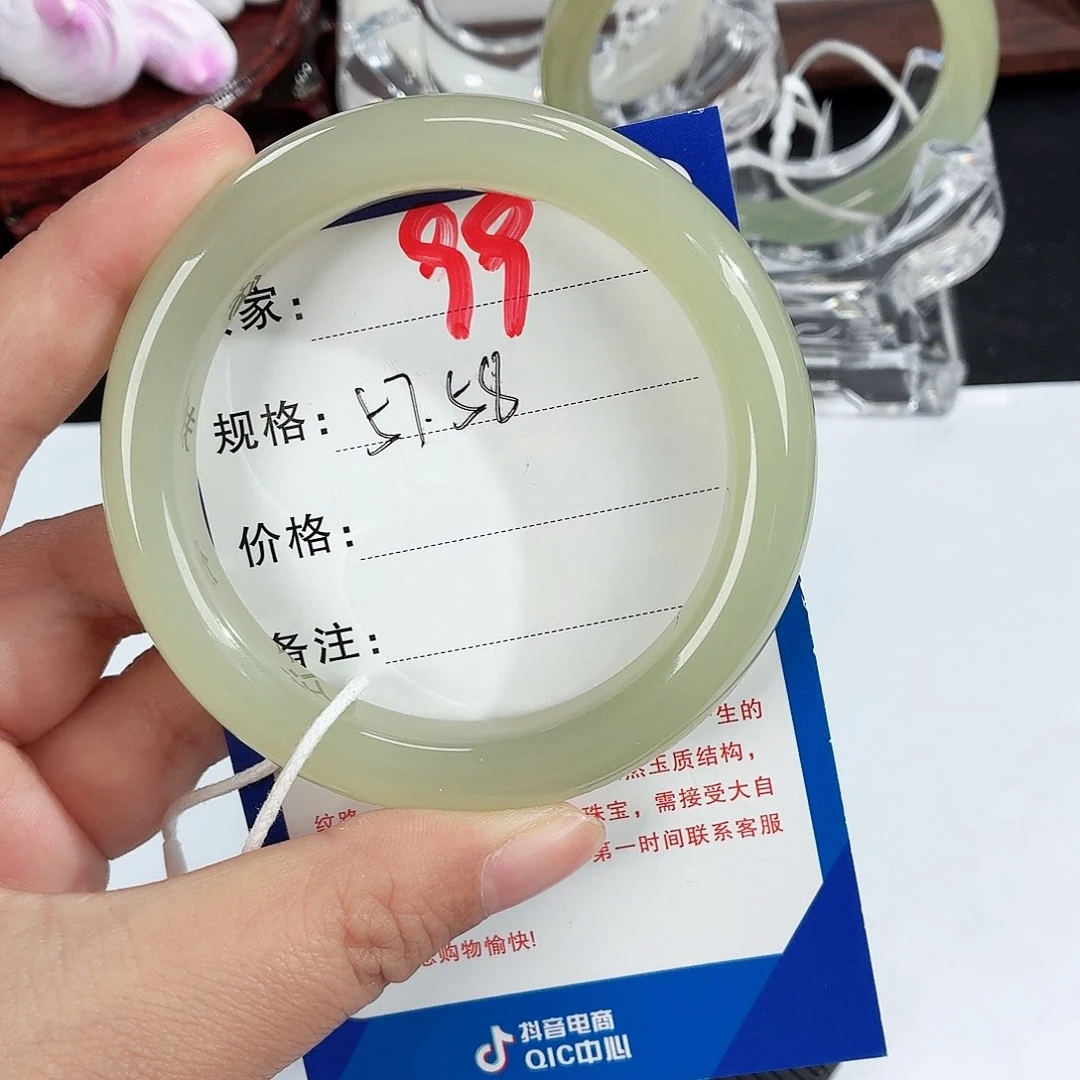 99
家：
规格：57.58
价格：
备注：
生的
玉质结构，
纹路 珠宝，需接受大自
第一时间联系客服
购物愉快!
抖音电商
QIC中心